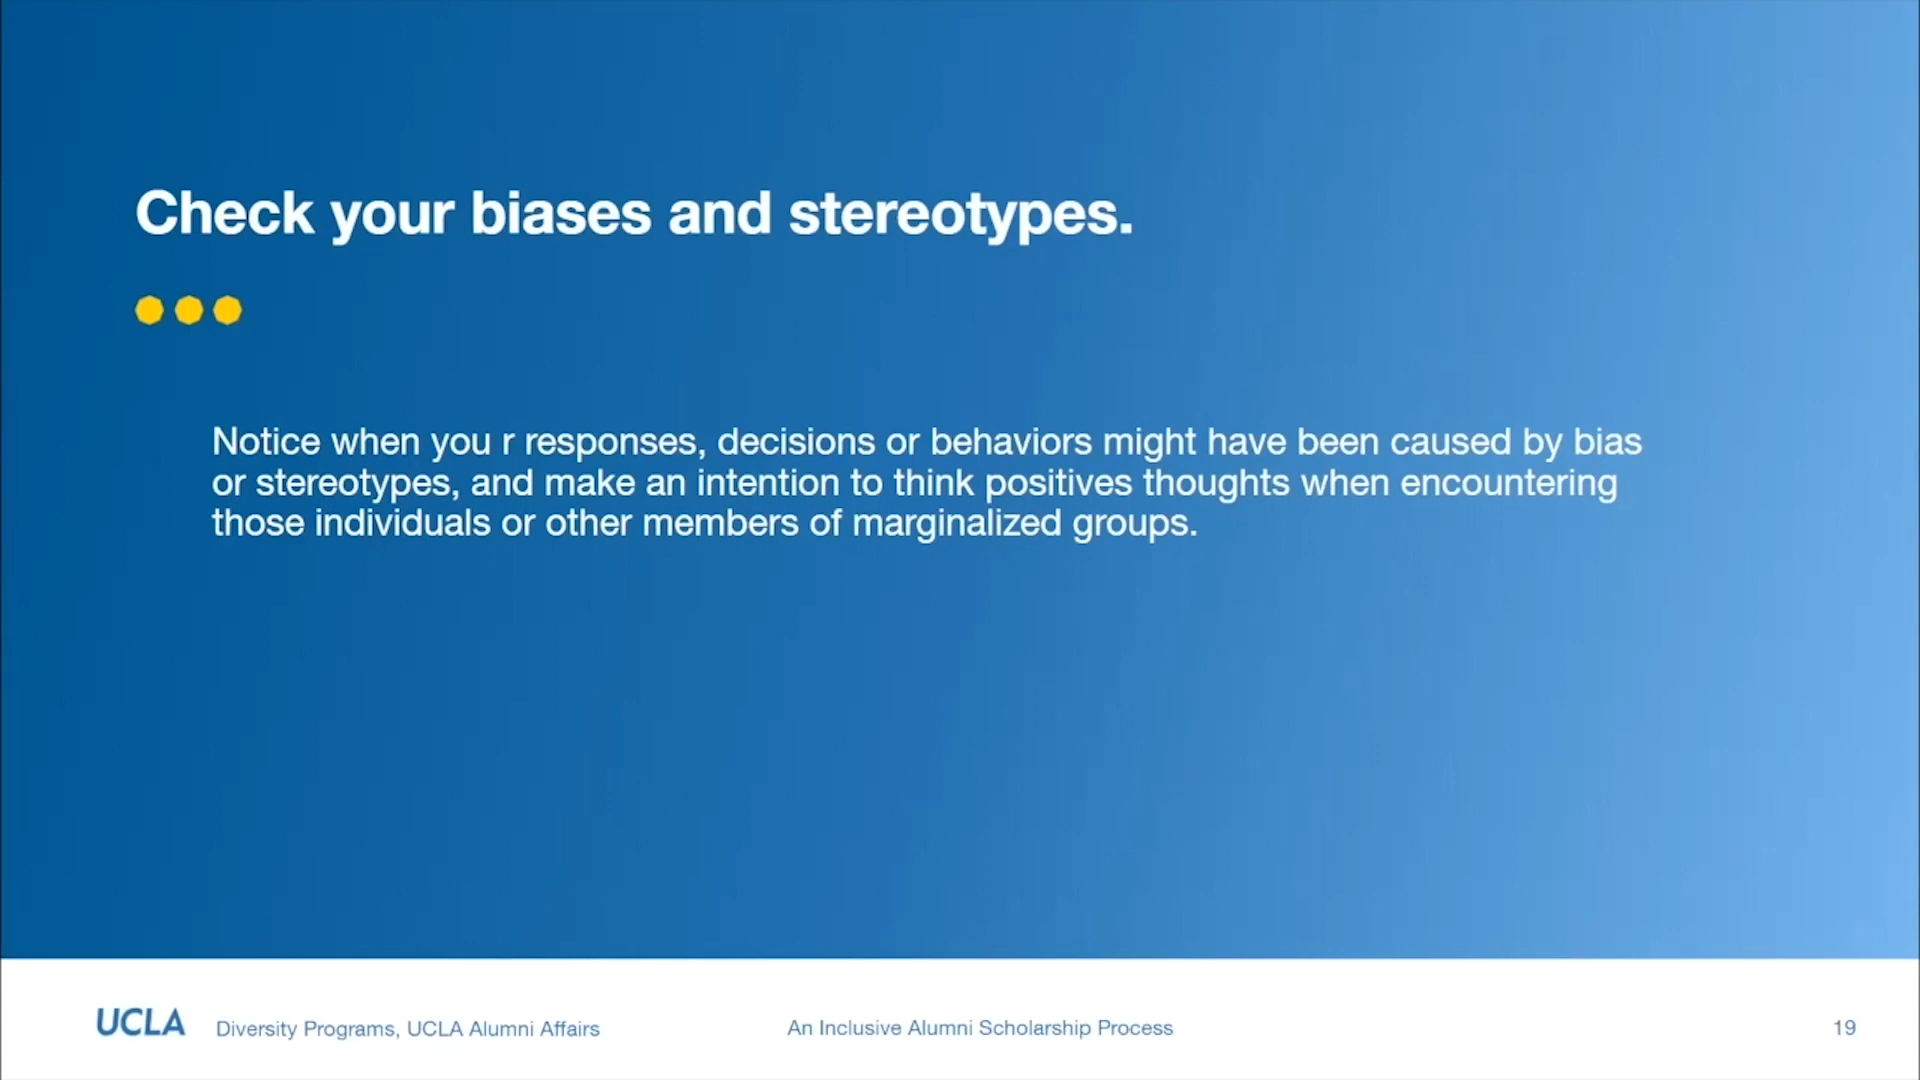 Check your biases and stereotypes.
Notice when you r responses, decisions or behaviors might have been caused by bias
or stereotypes, and make an intention to think positives thoughts when encountering
those individuals or other members of marginalized groups.
UCLA Diversity Programs, UCLA Alumni Affairs An Inclusive Alumni Scholarship Process 19